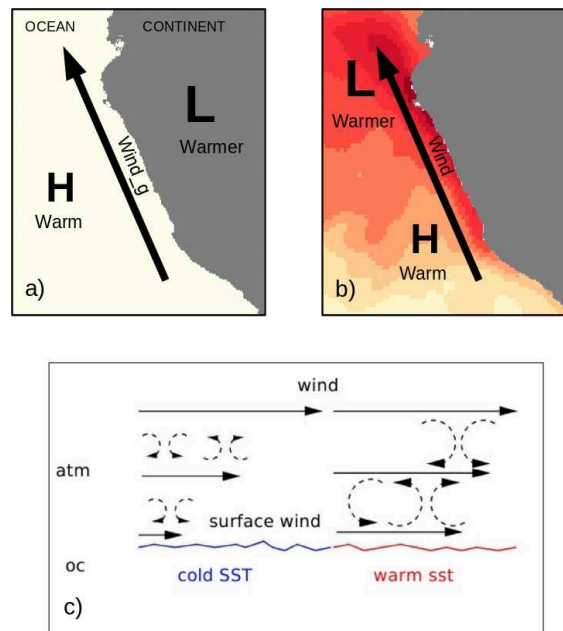 OCEAN CONTINENT
L
Warmer
Wind_g
H
Warm
a)
L
Warmer
Wind
H
Warm
b)
wind
atm
surface wind
oc
cold SST warm sst
c)